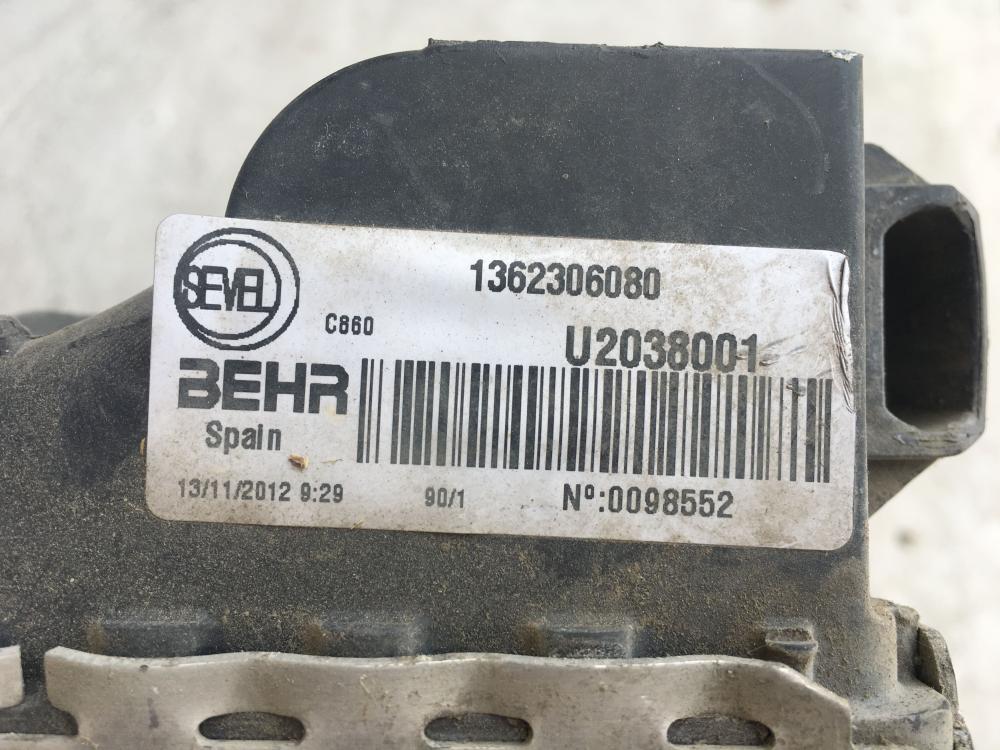 SEVEL
1362306080
C860
U2038001
BEHR
Spain
13/11/2012 9:29
90/1
Nº:0098552